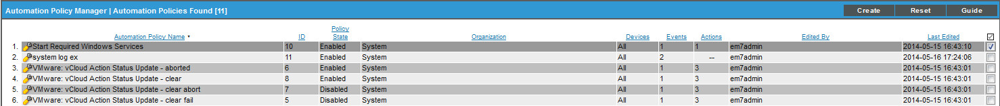 Automation Policy Manager | Automation Policies Found [11] Create Reset Guide
Automation Policy Name ID Policy State Organization Devices Events Actions Edited By Last Edited
1. Start Required Windows Services 10 Enabled System All 1 1 em7admin 2014-05-15 16:43:10
2. system log ex 11 Enabled System All 2 -- em7admin 2014-05-16 17:24:06
3. VMware: vCloud Action Status Update - aborted 6 Enabled System All 1 3 em7admin 2014-05-15 16:43:01
4. VMware: vCloud Action Status Update - clear 8 Enabled System All 1 3 em7admin 2014-05-15 16:43:01
5. VMware: vCloud Action Status Update - clear abort 7 Disabled System All 1 3 em7admin 2014-05-15 16:43:01
6. VMware: vCloud Action Status Update - clear fail 5 Disabled System All 1 3 em7admin 2014-05-15 16:43:01